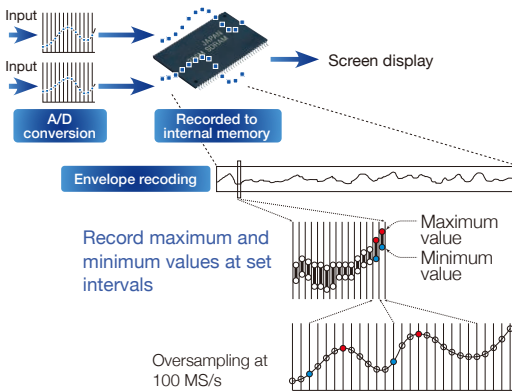 Input
Input
JAPAN
Screen display
A/D
conversion
Recorded to
internal memory
Envelope recoding
Record maximum and
minimum values at set
intervals
Maximum
value
Minimum
value
Oversampling at
100 MS/s